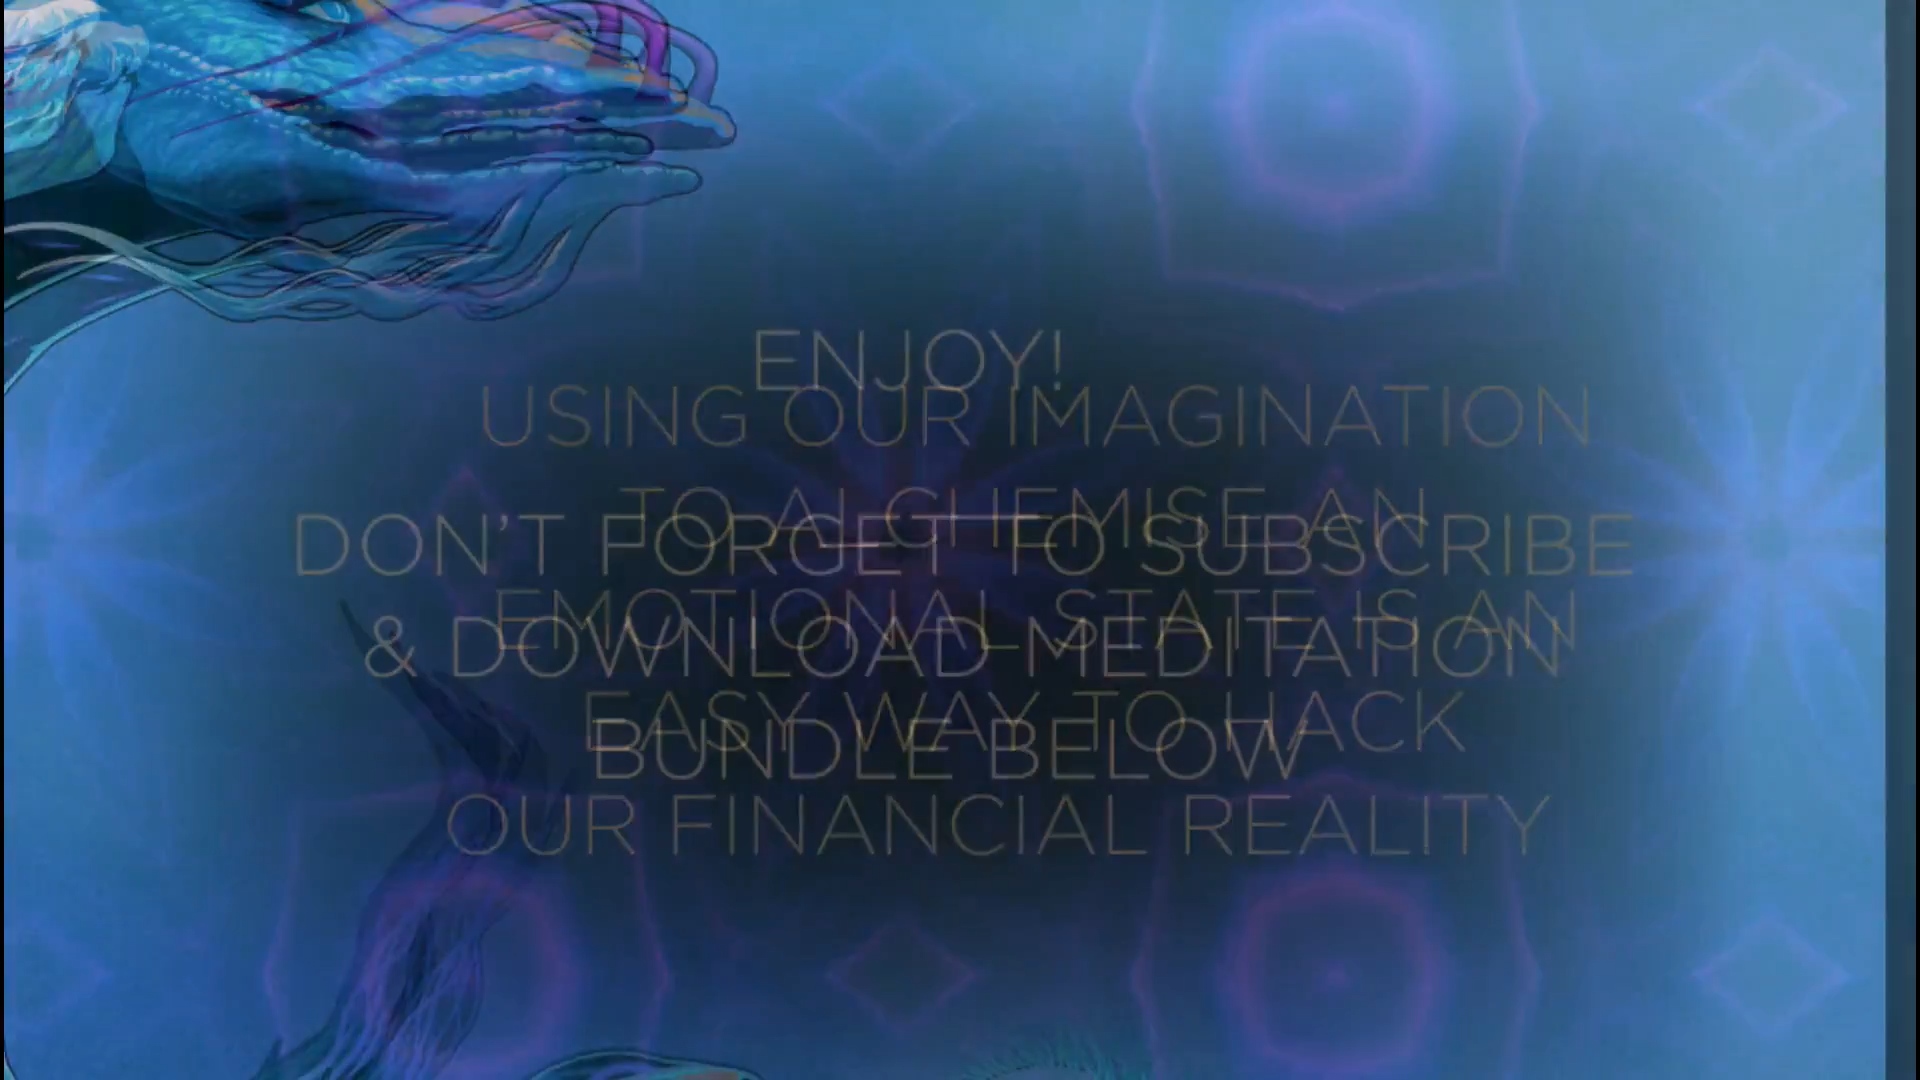 ENJOY!
USING OUR IMAGINATION
TO ALCHEMISE AN
DON'T FORGET TO SUBSCRIBE
EMOTIONAL STATE IS AN
& DOWNLOAD MEDITATION
EASY WAY TO HACK
BUNDLE BELOW
OUR FINANCIAL REALITY